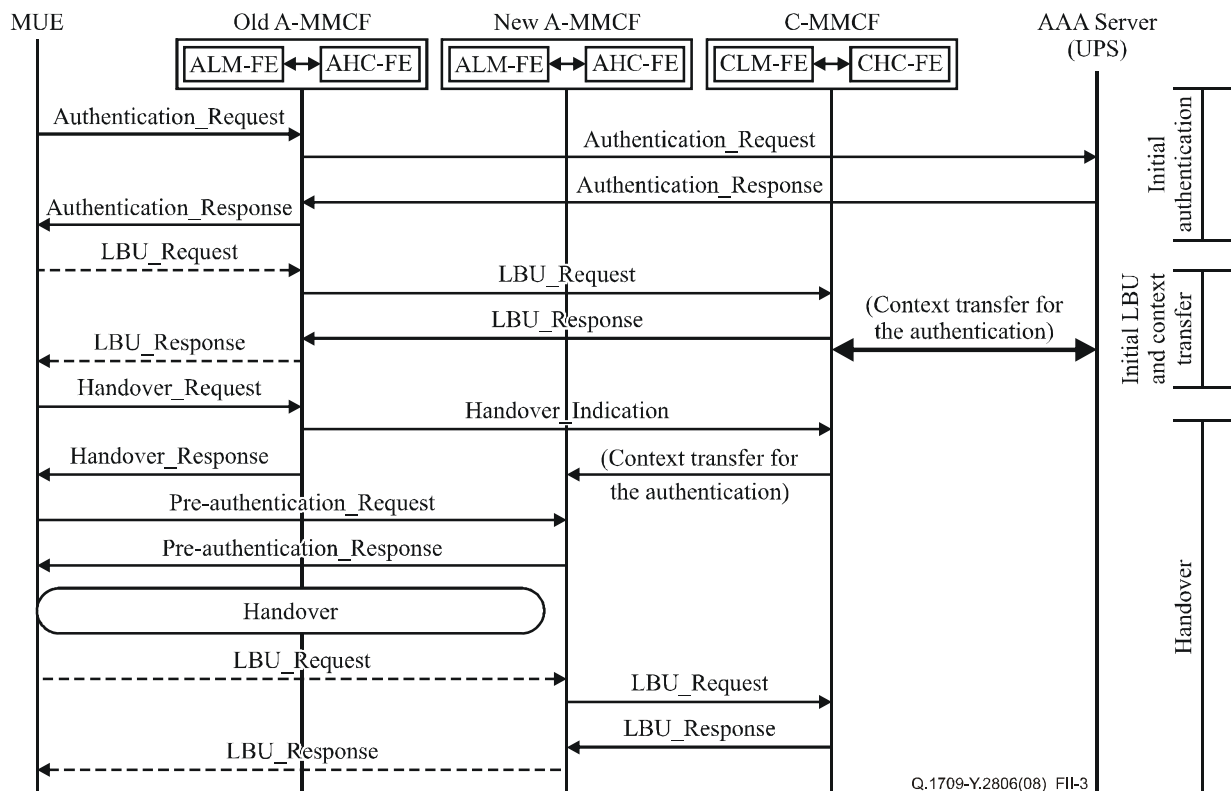 MUE
Old A-MMCF
New A-MMCF
C-MMCF
AAA Server
(UPS)
ALM-FE
AHC-FE
ALM-FE
AHC-FE
CLM-FE
CHC-FE
Authentication_Request
Authentication_Request
Authentication_Response
Authentication_Response
Initial
authentication
LBU_Request
LBU_Request
LBU_Response
LBU_Response
(Context transfer for
the authentication)
Initial LBU
and context
transfer
Handover_Request
Handover_Indication
Handover_Response
(Context transfer for
the authentication)
Pre-authentication_Request
Pre-authentication_Response
Handover
LBU_Request
LBU_Request
LBU_Response
LBU_Response
Handover
Q.1709-Y.2806(08)_FII-3